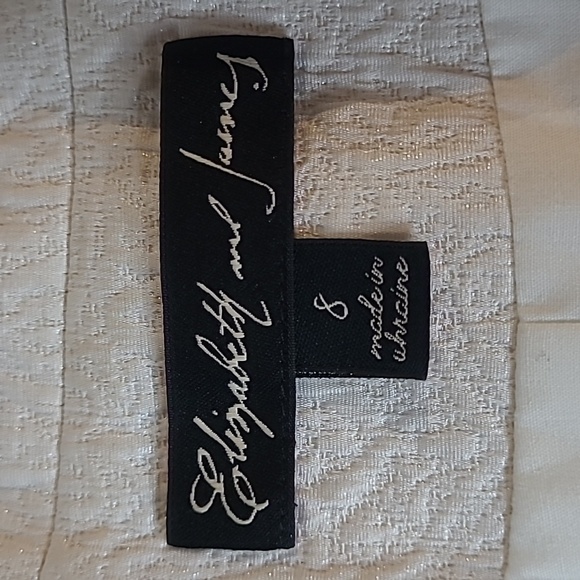 Elizabeth and James
8
made in
ukraine